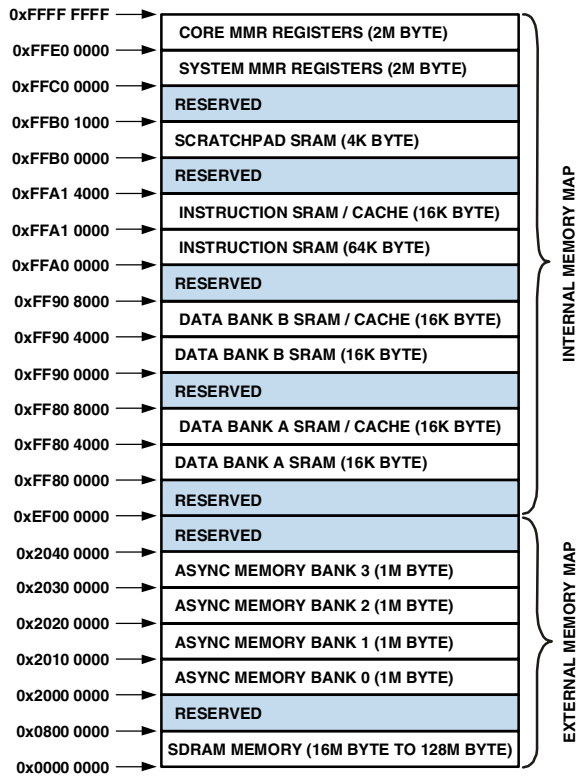 0xFFFF FFFF
CORE MMR REGISTERS (2M BYTE)
0xFFE0 0000
SYSTEM MMR REGISTERS (2M BYTE)
0xFFC0 0000
RESERVED
0xFFB0 1000
SCRATCHPAD SRAM (4K BYTE)
0xFFB0 0000
RESERVED
0xFFA1 4000
INSTRUCTION SRAM / CACHE (16K BYTE)
0xFFA1 0000
INSTRUCTION SRAM (64K BYTE)
0xFFA0 0000
RESERVED
0xFF90 8000
DATA BANK B SRAM / CACHE (16K BYTE)
0xFF90 4000
DATA BANK B SRAM (16K BYTE)
0xFF90 0000
RESERVED
0xFF80 8000
DATA BANK A SRAM / CACHE (16K BYTE)
0xFF80 4000
DATA BANK A SRAM (16K BYTE)
0xFF80 0000
RESERVED
0xEF00 0000
RESERVED
0x2040 0000
ASYNC MEMORY BANK 3 (1M BYTE)
0x2030 0000
ASYNC MEMORY BANK 2 (1M BYTE)
0x2020 0000
ASYNC MEMORY BANK 1 (1M BYTE)
0x2010 0000
ASYNC MEMORY BANK 0 (1M BYTE)
0x2000 0000
RESERVED
0x0800 0000
SDRAM MEMORY (16M BYTE TO 128M BYTE)
0x0000 0000
INTERNAL MEMORY MAP
EXTERNAL MEMORY MAP